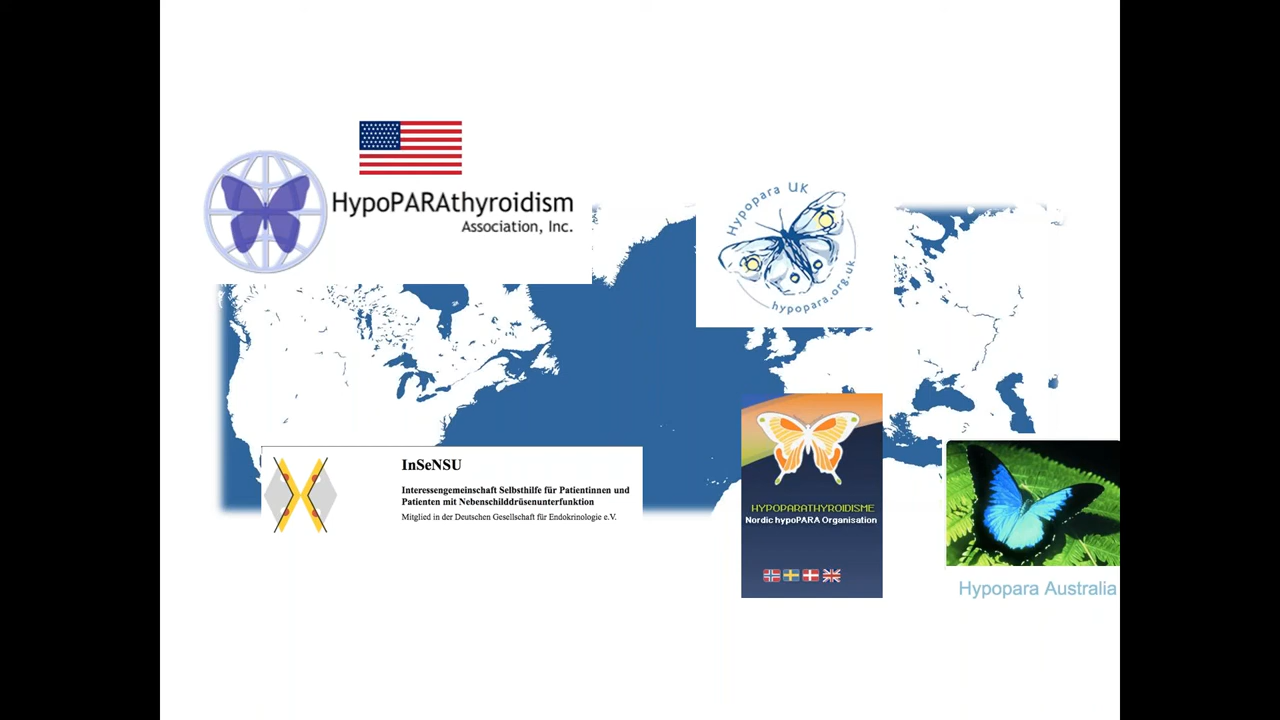 HypoPARAthyroidism
Association, Inc.
Hypopara UK
hypopara.org.uk
InSeNSU
Interessengemeinschaft Selbsthilfe für Patientinnen und
Patienten mit Nebenschilddrüsenunterfunktion
Mitglied in der Deutschen Gesellschaft für Endokrinologie e.V.
HYPOPARATHYROIDISME
Nordic hypoPARA Organisation
Hypopara Australia